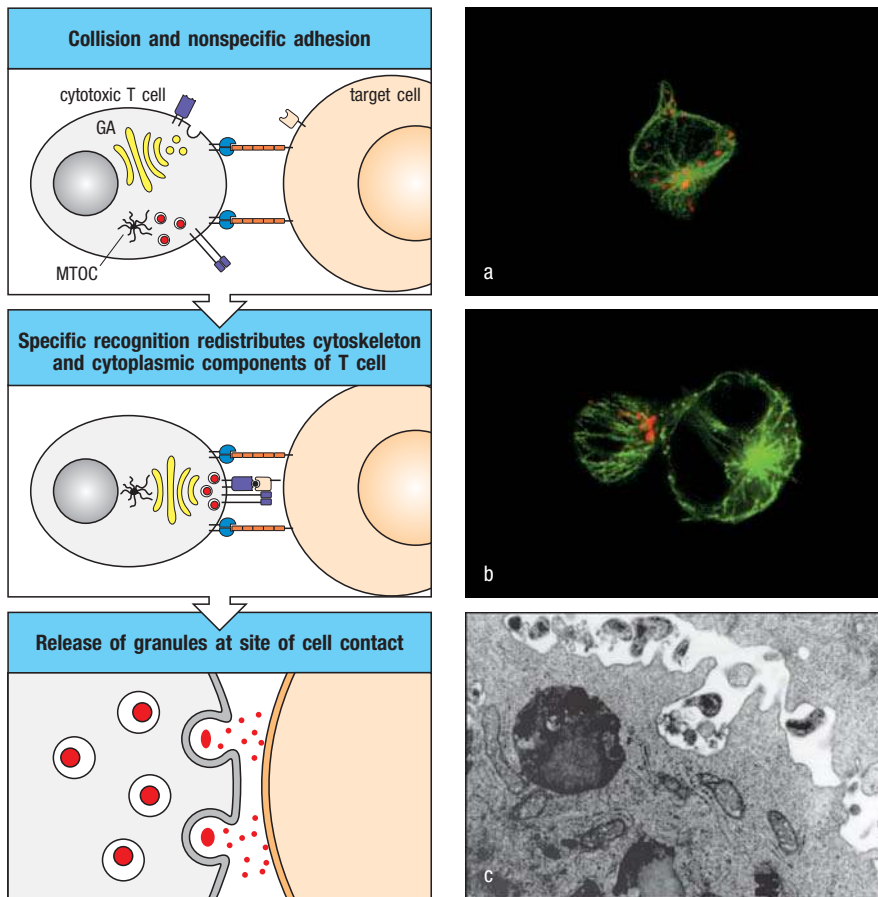 Collision and nonspecific adhesion
cytotoxic T cell
target cell
GA
MTOC
a
Specific recognition redistributes cytoskeleton
and cytoplasmic components of T cell
b
Release of granules at site of cell contact
c